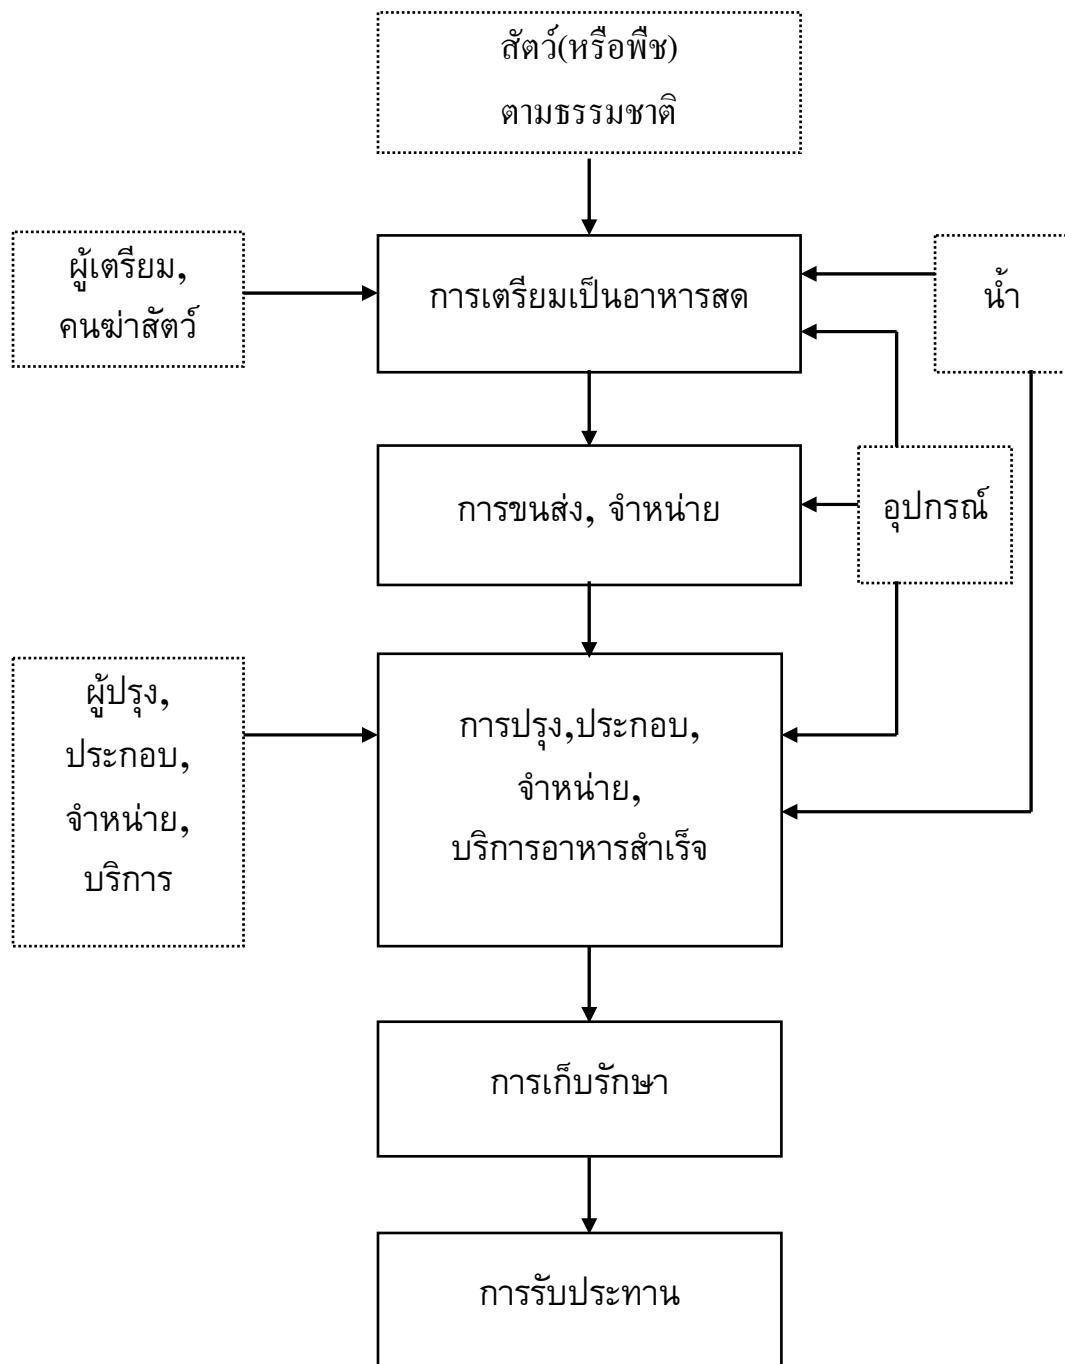 สัตว์(หรือพืช)
ตามธรรมชาติ
ผู้เตรียม,
คนฆ่าสัตว์
การเตรียมเป็นอาหารสด
น้ำ
การขนส่ง, จำหน่าย
อุปกรณ์
ผู้ปรุง,
ประกอบ,
จำหน่าย,
บริการ
การปรุง,ประกอบ,
จำหน่าย,
บริการอาหารสำเร็จ
การเก็บรักษา
การรับประทาน